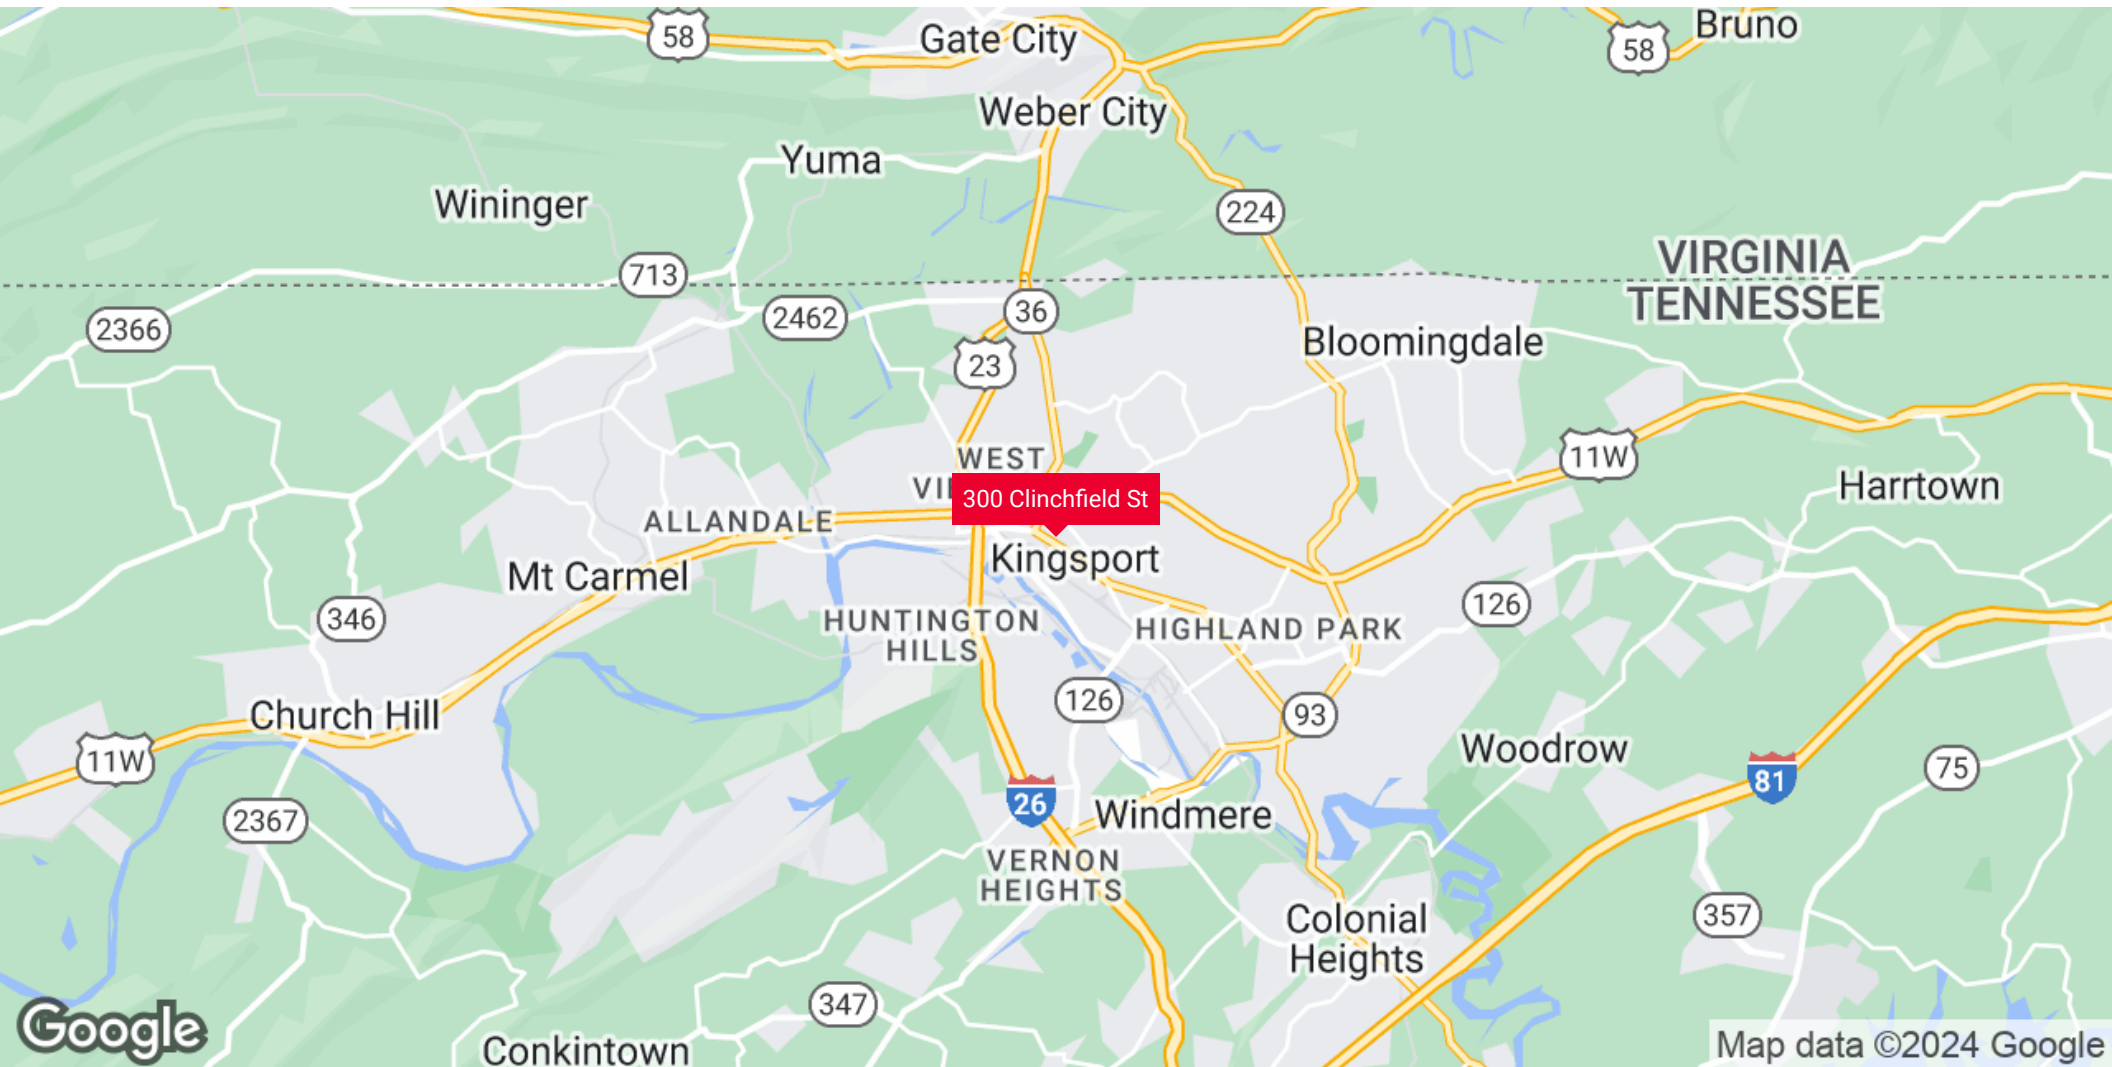 58
Gate City
58
Bruno
Weber City
Yuma
Wininger
224
VIRGINIA
TENNESSEE
713
2366
2462
36
23
Bloomingdale
WEST
VI
11W
Harrtown
300 Clinchfield St
ALLANDALE
Kingsport
Mt Carmel
346
126
HUNTINGTON
HILLS
HIGHLAND PARK
126
93
Church Hill
11W
Woodrow
81
75
26
Windmere
2367
VERNON
HEIGHTS
357
Colonial
Heights
347
Google
Conkintown
Map data ©2024 Google